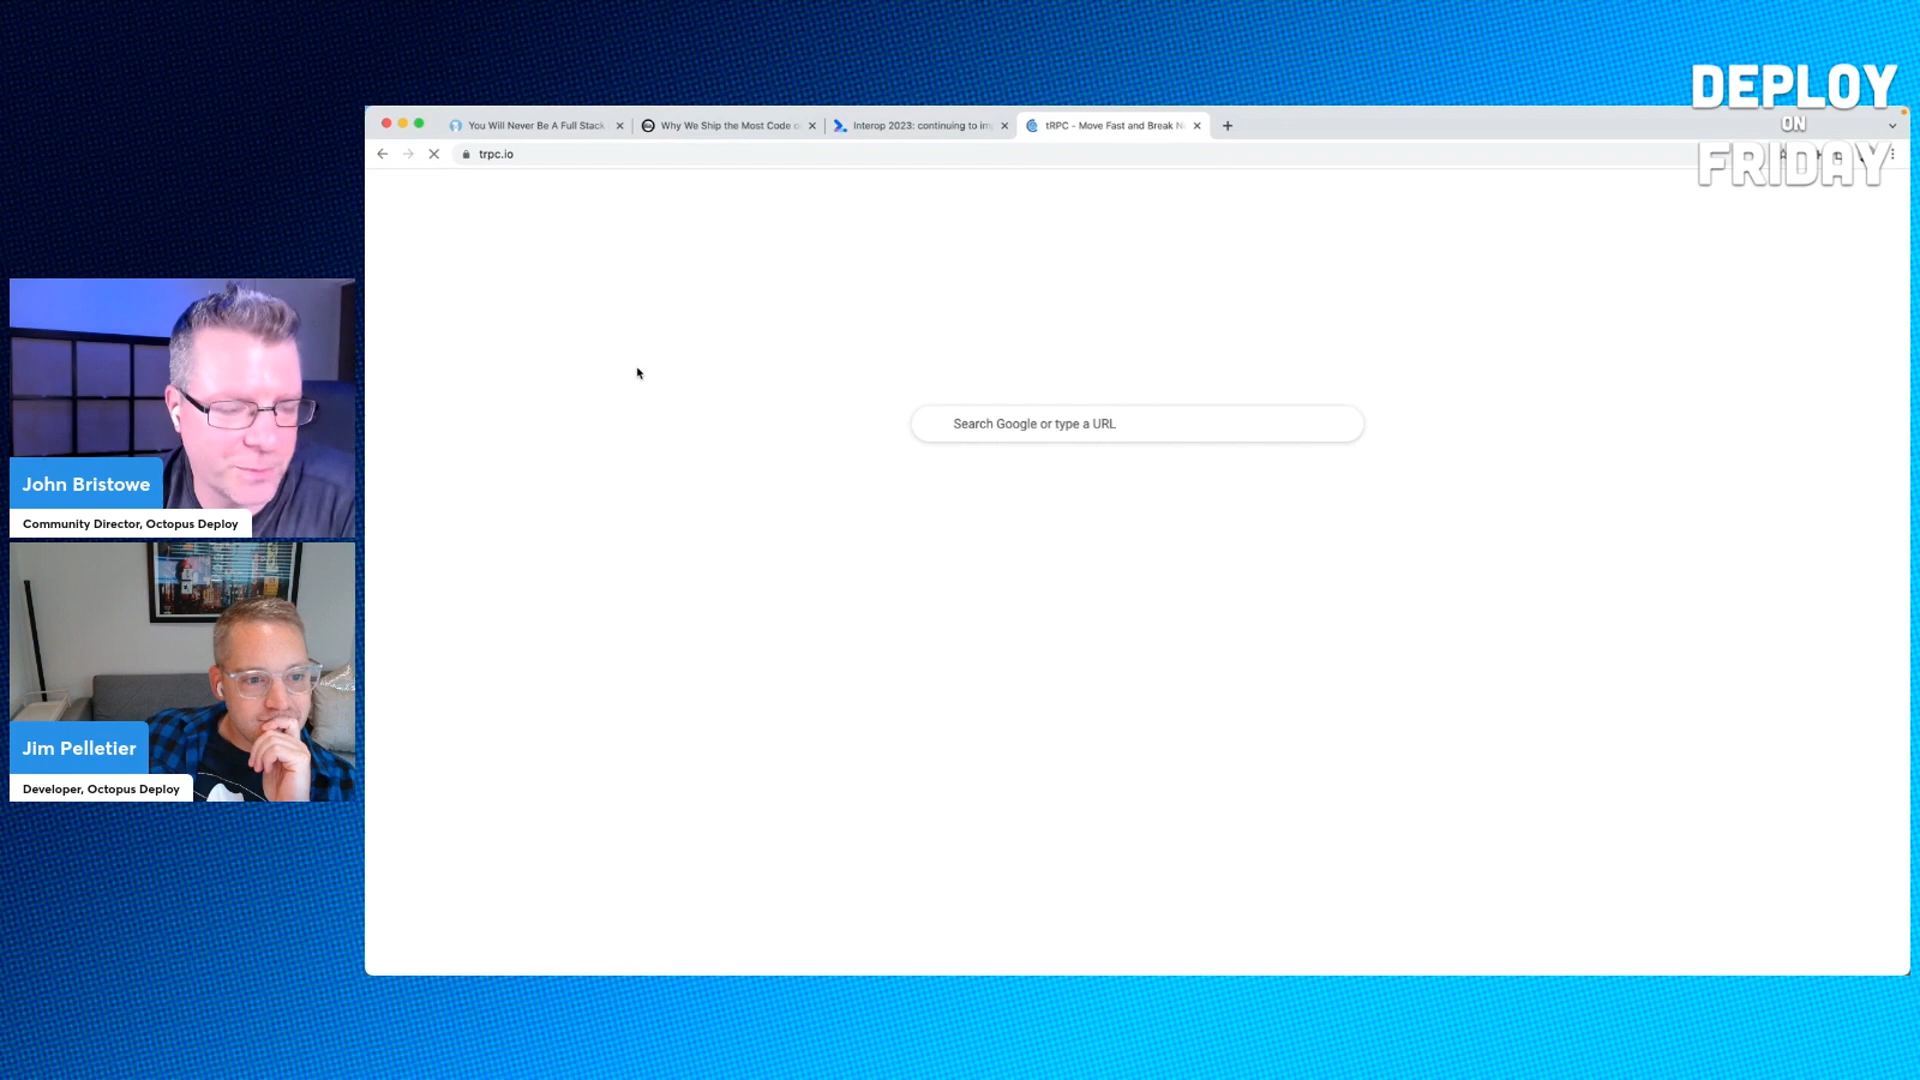 DEPLOY
ON
FRIDAY
You Will Never Be A Full Stack
Why We Ship the Most Code o
Interop 2023: continuing to im
tRPC - Move Fast and Break N
trpc.io
Search Google or type a URL
John Bristowe
Community Director, Octopus Deploy
Jim Pelletier
Developer, Octopus Deploy